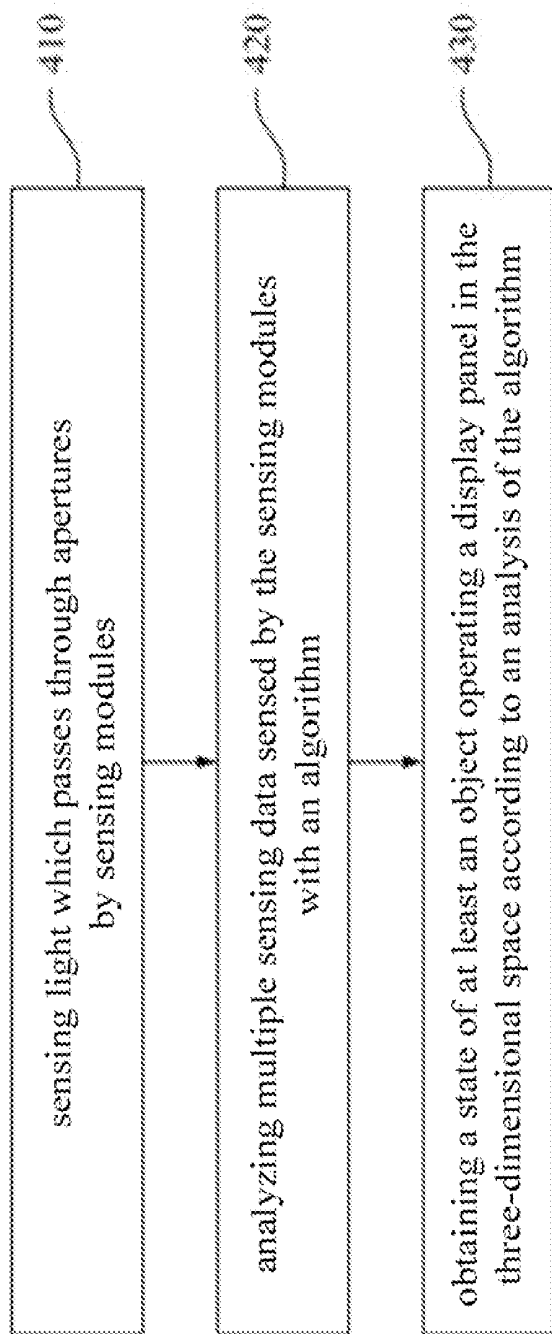 sensing light which passes through apertures
by sensing modules
410
analyzing multiple sensing data sensed by the sensing modules
with an algorithm
420
obtaining a state of at least an object operating a display panel in the
three-dimensional space according to an analysis of the algorithm
430